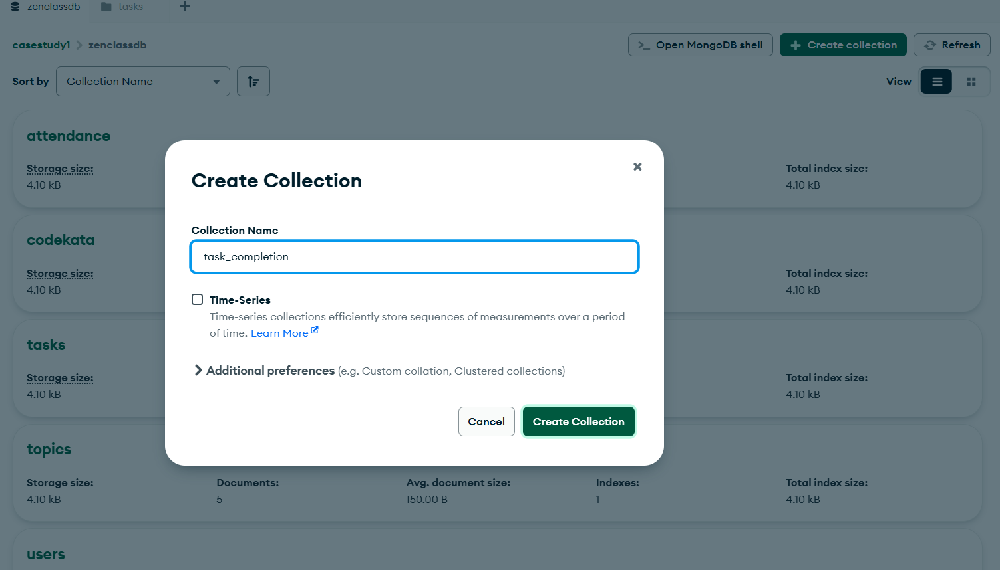 zenclassdb
tasks
casestudy1 zenclassdb
Open MongoDB shell
Create collection
Refresh
Sort by
Collection Name
View
attendance
Storage size:
4.10 kB
Total index size:
4.10 kB
codekata
Storage size:
4.10 kB
Total index size:
4.10 kB
tasks
Storage size:
4.10 kB
Total index size:
4.10 kB
topics
Storage size:
4.10 kB
Documents:
5
Avg. document size:
150.00 B
Indexes:
1
Total index size:
4.10 kB
users
Create Collection
Collection Name
task_completion
Time-Series
Time-series collections efficiently store sequences of measurements over a period
of time. Learn More
Additional preferences (e.g. Custom collation, Clustered collections)
Cancel
Create Collection